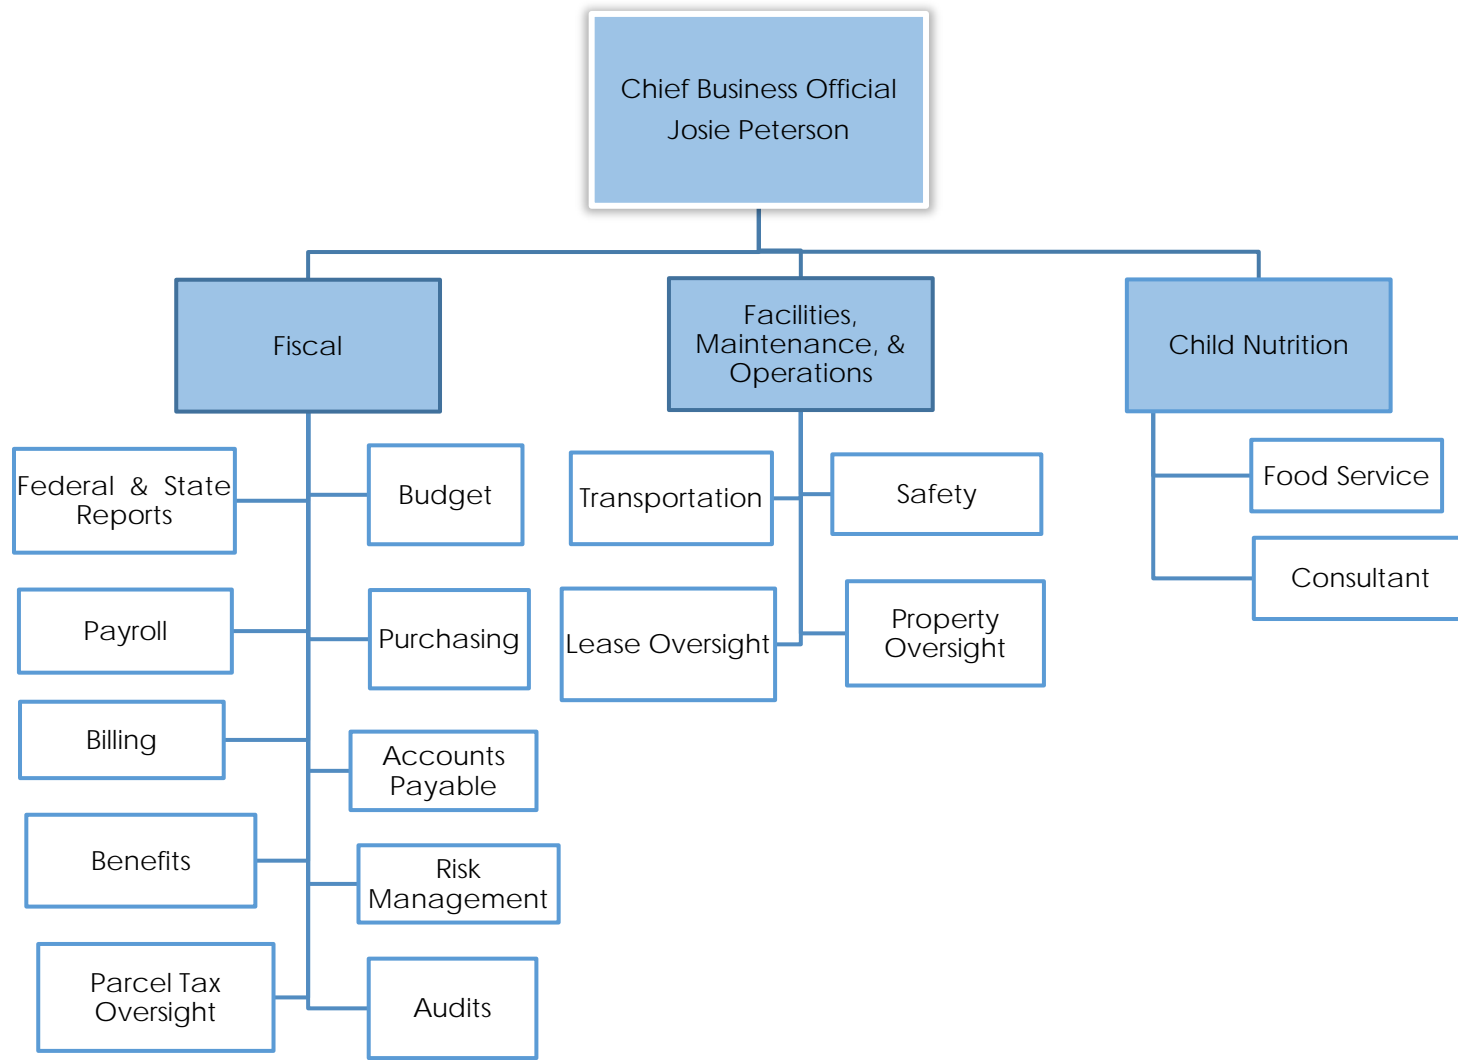 Chief Business Official
Josie Peterson
Fiscal
Facilities,
Maintenance, &
Operations
Child Nutrition
Federal & State
Reports
Budget
Payroll
Purchasing
Billing
Accounts
Payable
Benefits
Risk
Management
Parcel Tax
Oversight
Audits
Transportation
Safety
Lease Oversight
Property
Oversight
Food Service
Consultant